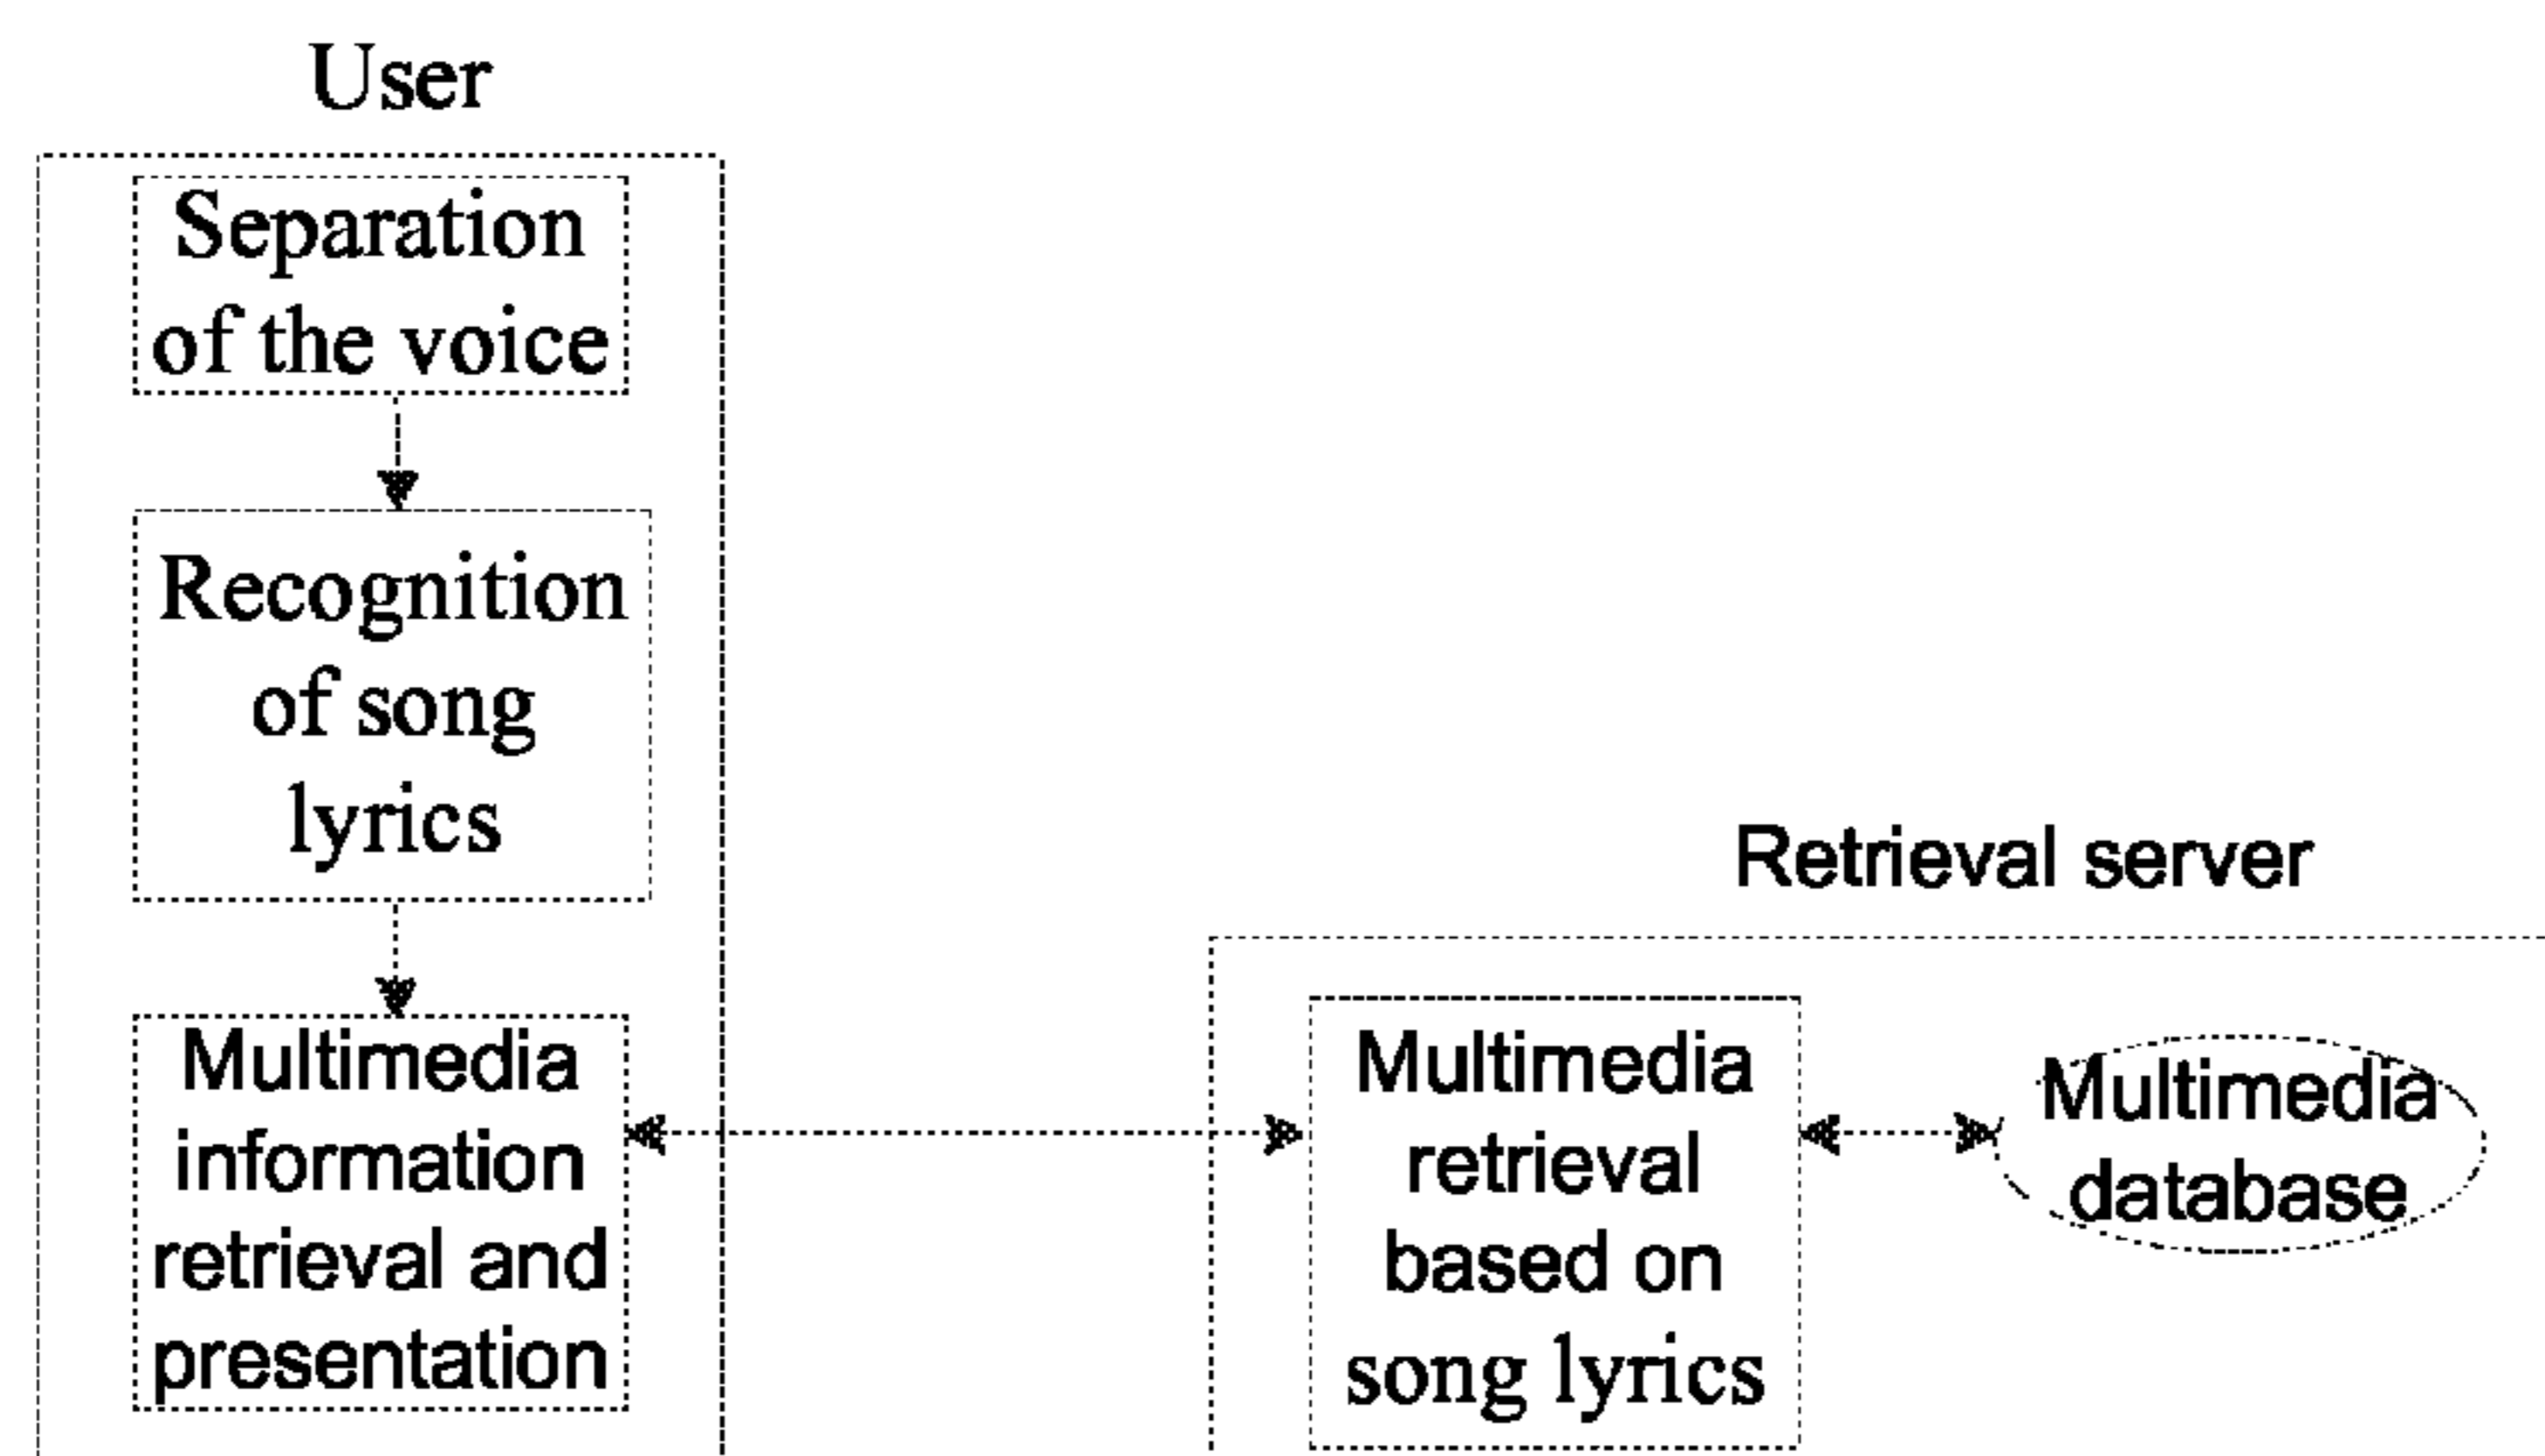 User
Separation
of the voice
Recognition
of song
lyrics
Multimedia
information
retrieval and
presentation
Retrieval server
Multimedia
retrieval
based on
song lyrics
Multimedia
database